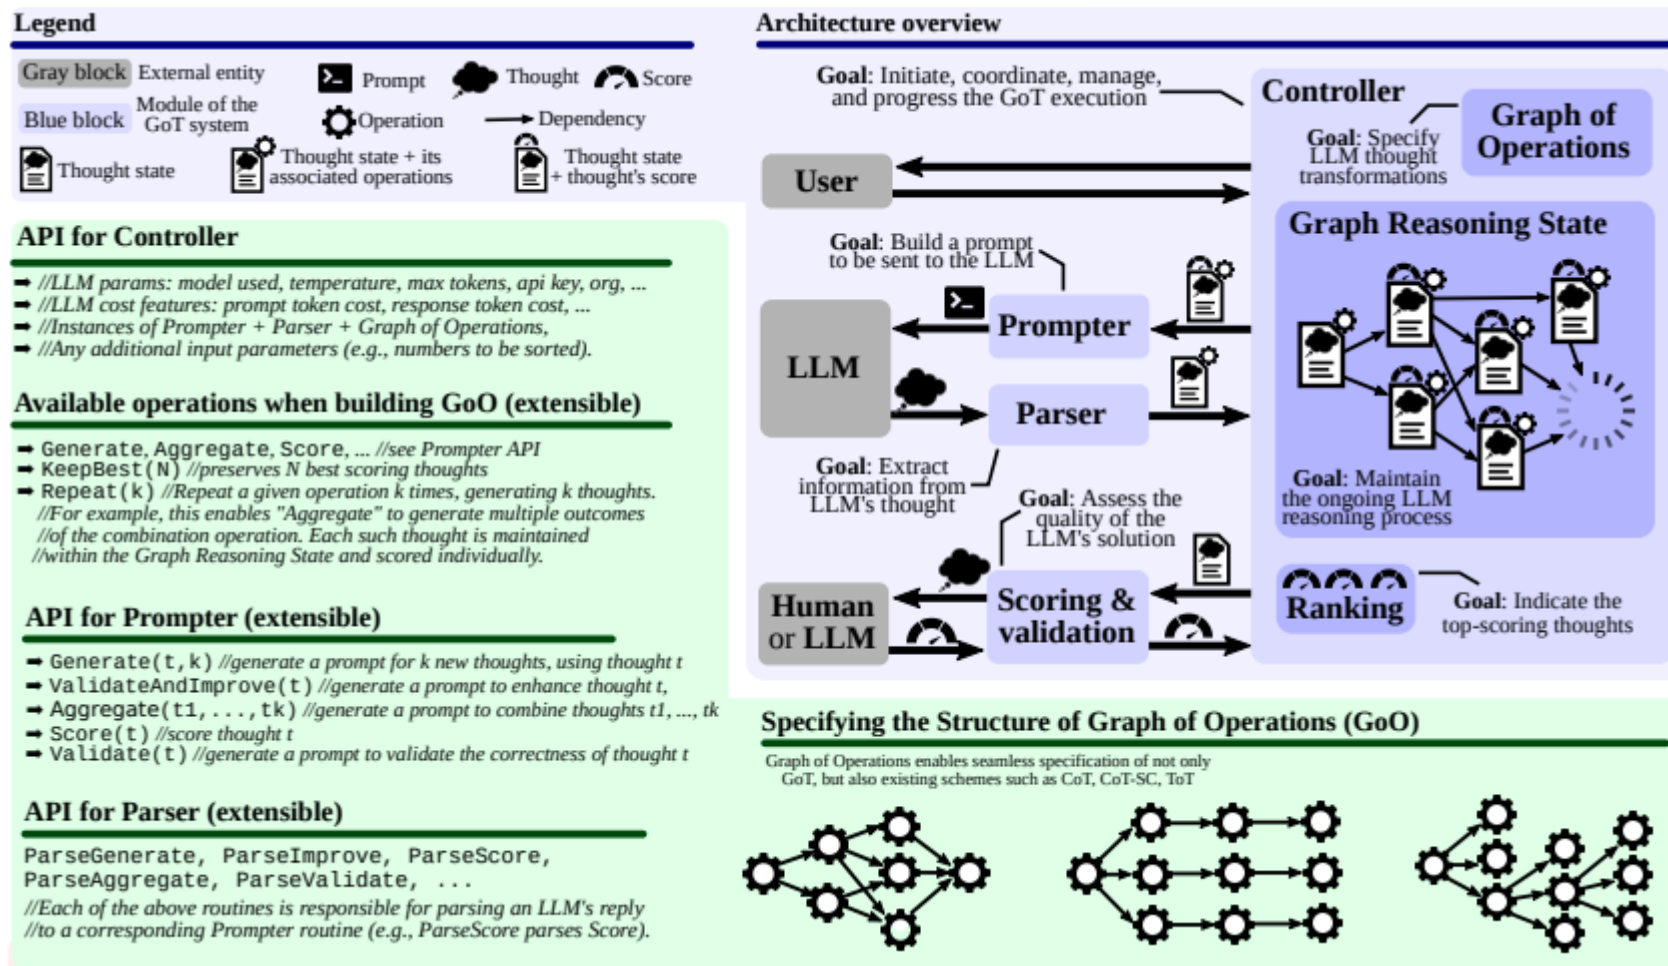 Legend
Gray block External entity
Blue block Module of the
GoT system
Prompt Thought Score
Operation Dependency
Thought state
Thought state + its
associated operations
Thought state
+ thought's score
API for Controller
//LLM params: model used, temperature, max tokens, api key, org, ...
//LLM cost features: prompt token cost, response token cost, ...
//Instances of Prompter + Parser + Graph of Operations,
//Any additional input parameters (e.g., numbers to be sorted).
Available operations when building GoO (extensible)
Generate, Aggregate, Score, ... //see Prompter API
KeepBest(N) //preserves N best scoring thoughts
Repeat(k) //Repeat a given operation k times, generating k thoughts.
//For example, this enables "Aggregate" to generate multiple outcomes
//of the combination operation. Each such thought is maintained
//within the Graph Reasoning State and scored individually.
API for Prompter (extensible)
Generate(t,k) //generate a prompt for k new thoughts, using thought t
ValidateAndImprove(t) //generate a prompt to enhance thought t,
Aggregate(t1,...,tk) //generate a prompt to combine thoughts t1, ..., tk
Score(t) //score thought t
Validate(t) //generate a prompt to validate the correctness of thought t
API for Parser (extensible)
ParseGenerate, ParseImprove, ParseScore,
ParseAggregate, ParseValidate, ...
//Each of the above routines is responsible for parsing an LLM's reply
//to a corresponding Prompter routine (e.g., ParseScore parses Score).
Architecture overview
Goal: Initiate, coordinate, manage,
and progress the GoT execution
Controller
Graph of
Operations
Goal: Specify
LLM thought
transformations
User
Graph Reasoning State
Goal: Build a prompt
to be sent to the LLM
Prompter
LLM
Parser
Goal: Extract
information from
LLM's thought
Goal: Maintain
the ongoing LLM
reasoning process
Goal: Assess the
quality of the
LLM's solution
Human
or LLM
Scoring &
validation
Ranking
Goal: Indicate the
top-scoring thoughts
Specifying the Structure of Graph of Operations (GoO)
Graph of Operations enables seamless specification of not only
GoT, but also existing schemes such as CoT, CoT-SC, ToT